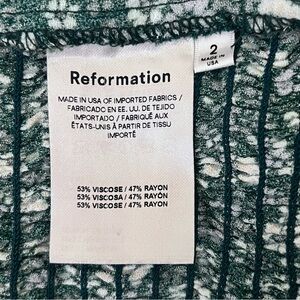 2
MADE IN
USA
Reformation
MADE IN USA OF IMPORTED FABRICS /
FABRICADO EN EE. UU. DE TEJIDO
IMPORTADO / FABRIQUÉ AUX
ÉTATS-UNIS À PARTIR DE TISSU
IMPORTÉ
53% VISCOSE / 47% RAYON
53% VISCOSA / 47% RAYON
53% VISCOSE / 47% RAYON